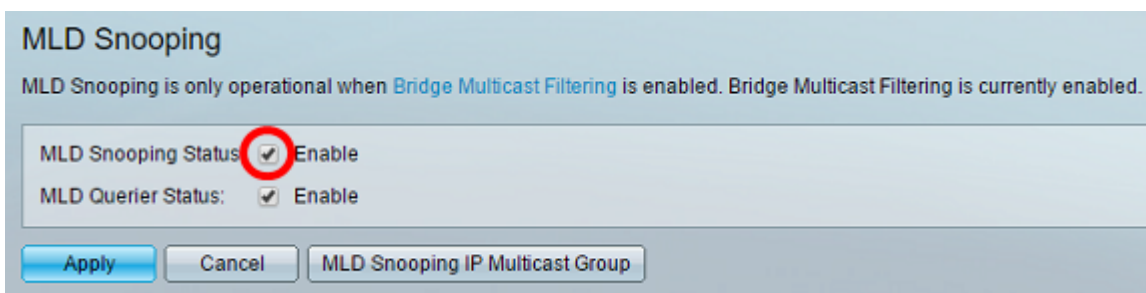 MLD Snooping
MLD Snooping is only operational when Bridge Multicast Filtering is enabled. Bridge Multicast Filtering is currently enabled.
MLD Snooping Status Enable
MLD Querier Status: Enable
Apply Cancel MLD Snooping IP Multicast Group